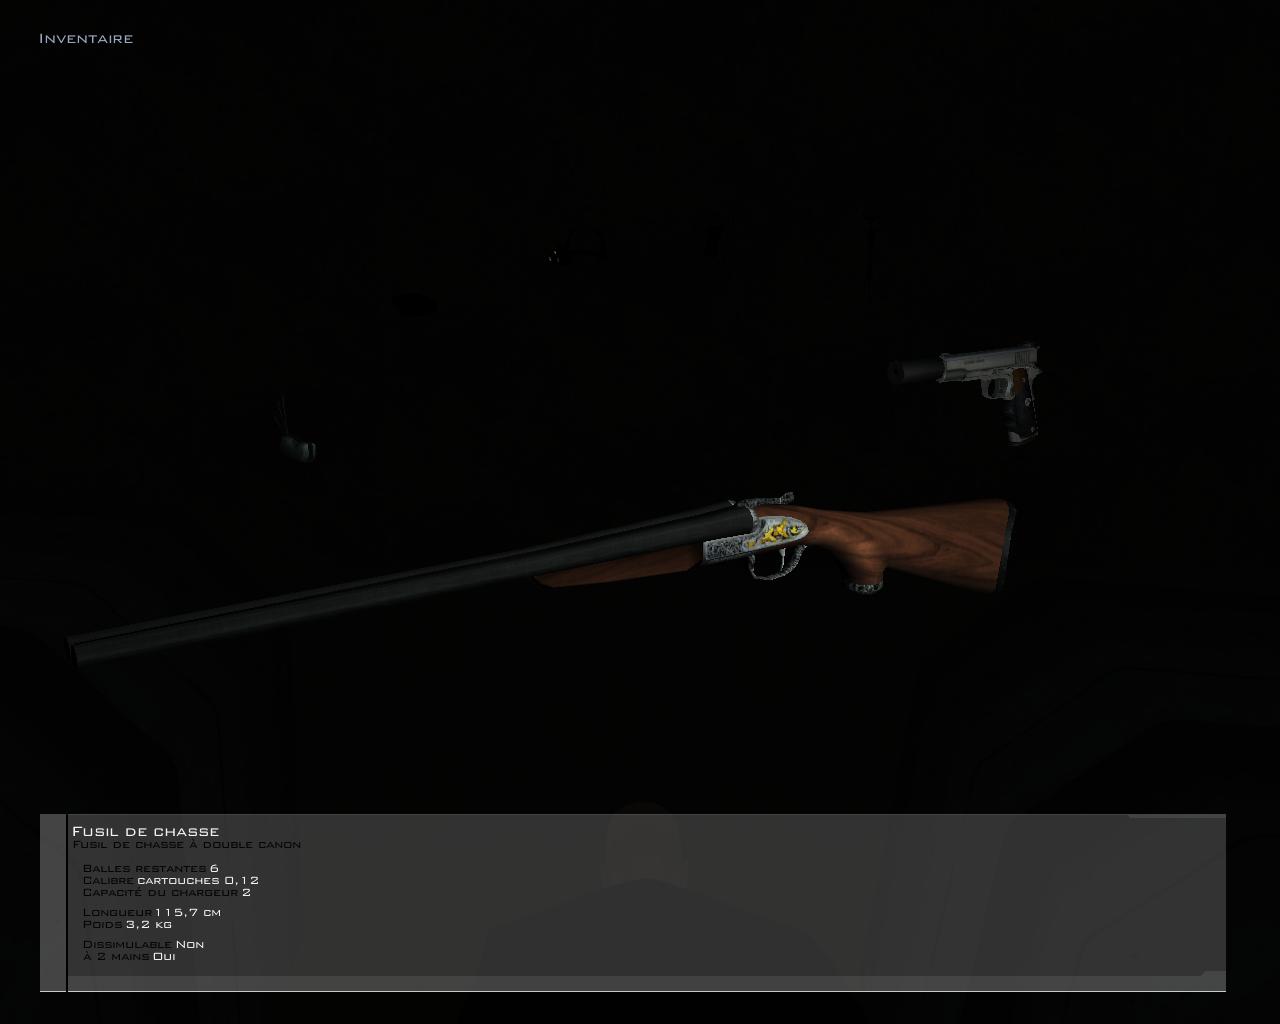 Inventaire
Fusil de chasse
Fusil de chasse à double canon
Balles restantes 6
Calibre cartouches 0,12
Capacité du chargeur 2
Longueur 115,7 cm
Poids 3,2 kg
Dissimulable Non
À 2 mains Oui